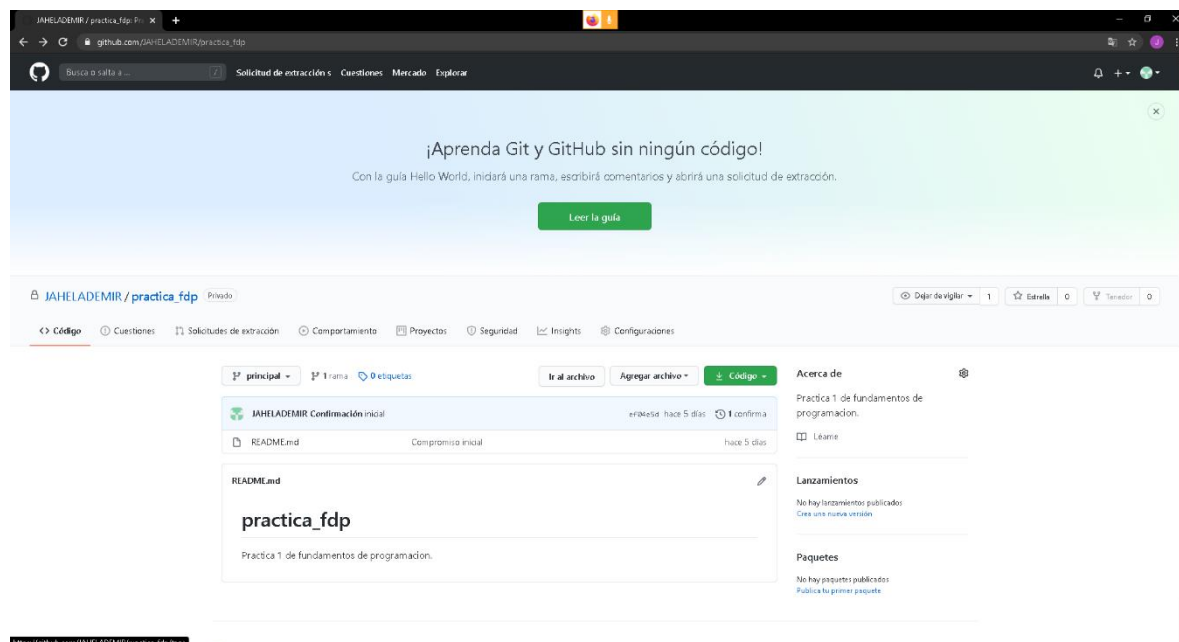 JAHELADEMIR / practica_fdp: Pr
github.com/JAHELADEMIR/practica_fdp
Busca o salta a ...
Solicitud de extracción s Cuestiones Mercado Explorar
¡Aprenda Git y GitHub sin ningún código!
Con la guía Hello World, iniciará una rama, escribirá comentarios y abrirá una solicitud de extracción.
Leer la guía
JAHELADEMIR / practica_fdp Privado
Dejar de vigilar 1 Estrella 0 Tenedor 0
<> Código Cuestiones Solicitudes de extracción Comportamiento Proyectos Seguridad Insights Configuraciones
principal 1 rama 0 etiquetas Ir al archivo Agregar archivo Código
JAHELADEMIR Confirmación inicial hace 5 días 1 confirma
README.md Compromiso inicial hace 5 días
README.md
practica_fdp
Practica 1 de fundamentos de programacion.
Acerca de
Practica 1 de fundamentos de
programacion.
Léame
Lanzamientos
No hay lanzamientos publicados
Crea una nueva versión
Paquetes
No hay paquetes publicados
Publica tu primer paquete